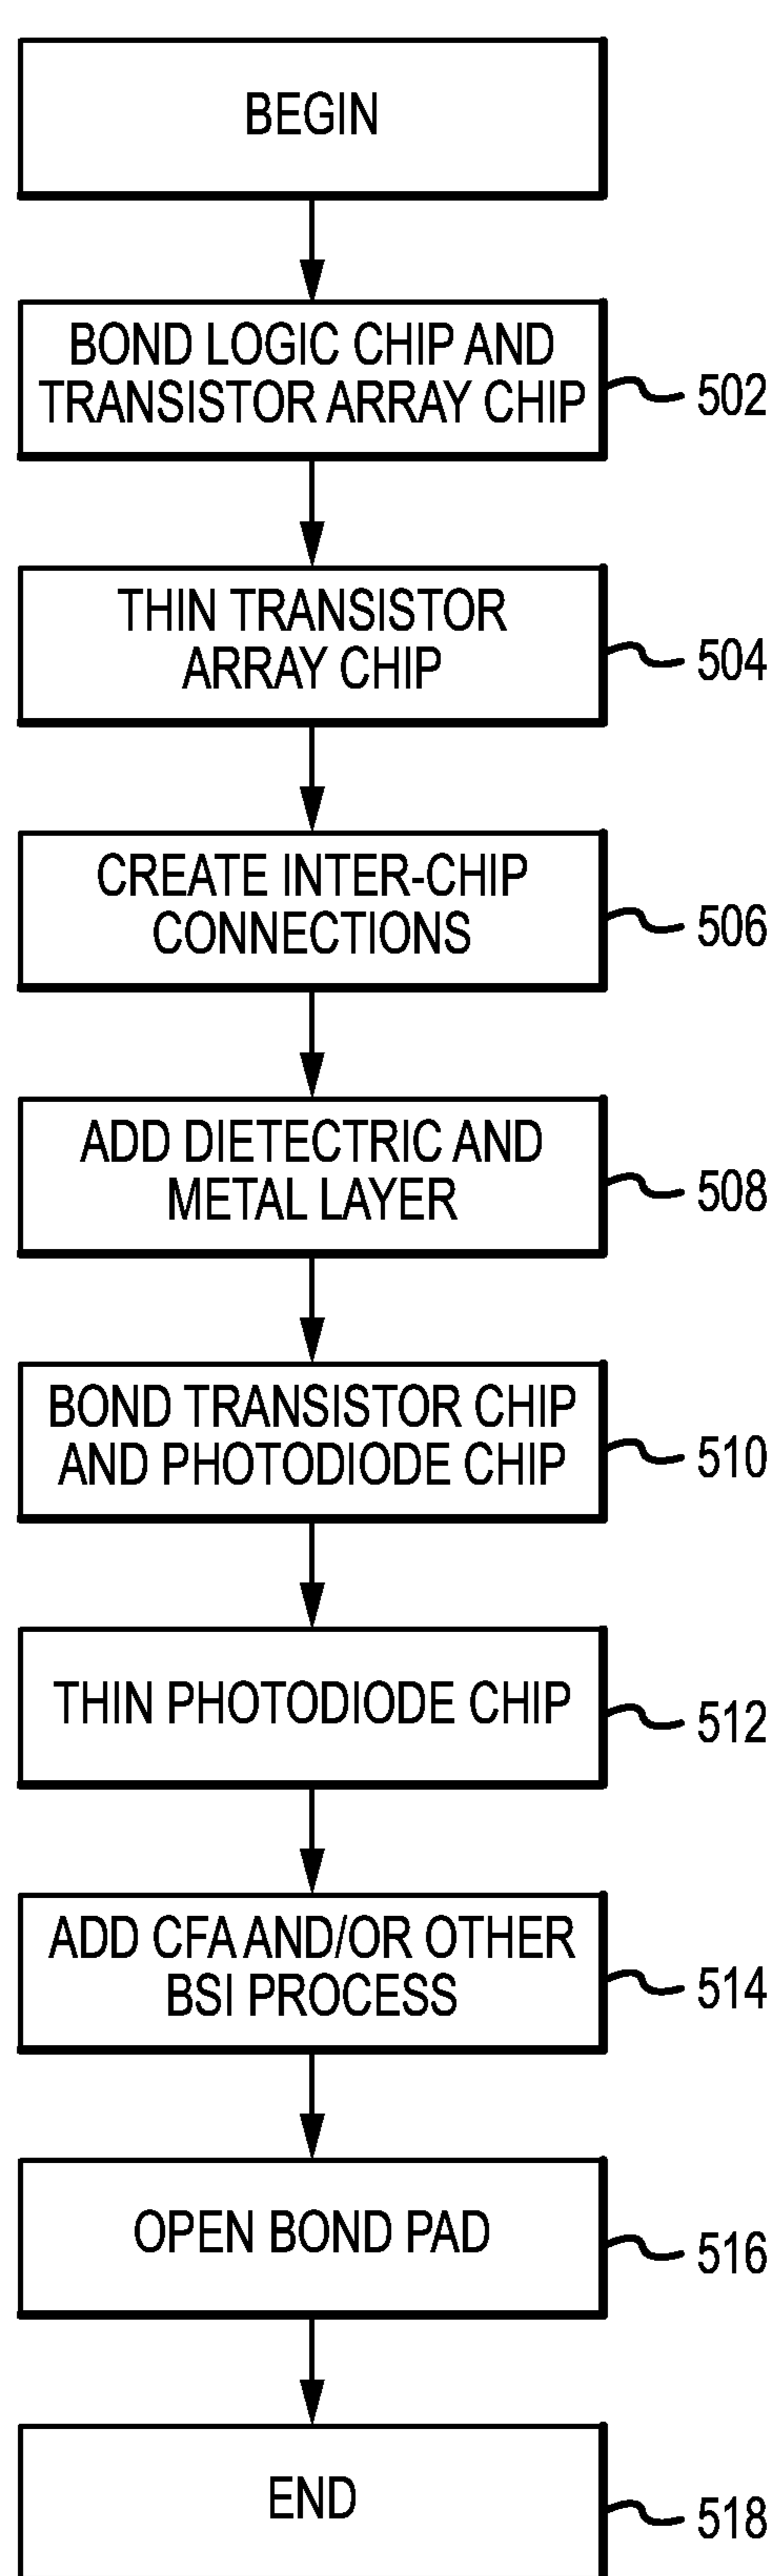 BEGIN
BOND LOGIC CHIP AND
TRANSISTOR ARRAY CHIP
502
THIN TRANSISTOR
ARRAY CHIP
504
CREATE INTER-CHIP
CONNECTIONS
506
ADD DIETECTRIC AND
METAL LAYER
508
BOND TRANSISTOR CHIP
AND PHOTODIODE CHIP
510
THIN PHOTODIODE CHIP
512
ADD CFA AND/OR OTHER
BSI PROCESS
514
OPEN BOND PAD
516
END
518